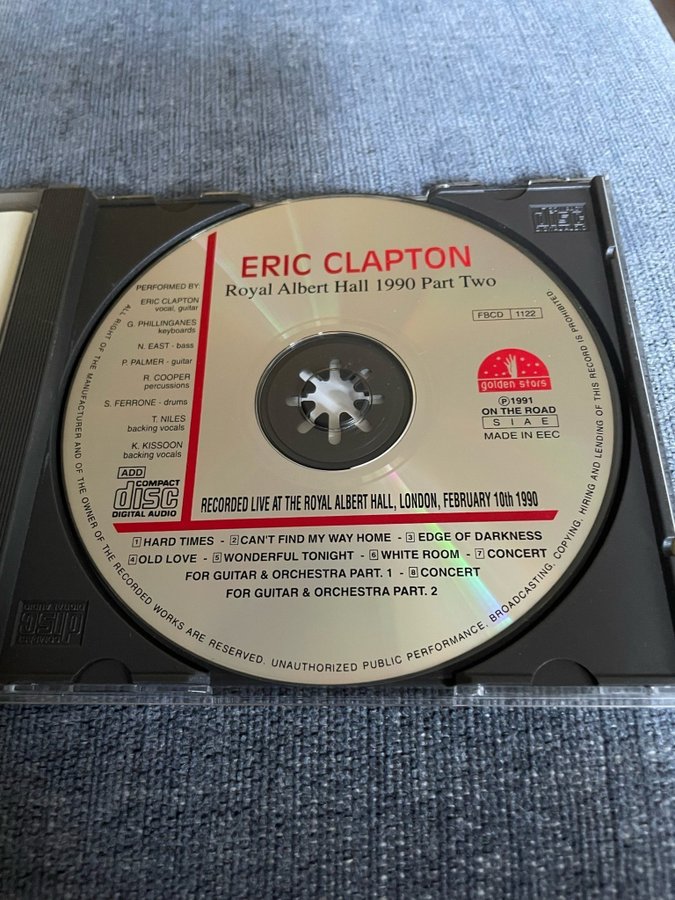 ERIC CLAPTON
Royal Albert Hall 1990 Part Two
PERFORMED BY:
ERIC CLAPTON
vocal, guitar
G. PHILLINGANES
keyboards
N. EAST - bass
P. PALMER - guitar
R. COOPER
percussions
S. FERRONE - drums
T. NILES
backing vocals
K. KISSOON
backing vocals
FBCD 1122
golden stars
℗ 1991
ON THE ROAD
SIAE
MADE IN EEC
ADD
COMPACT
disc
DIGITAL AUDIO
RECORDED LIVE AT THE ROYAL ALBERT HALL, LONDON, FEBRUARY 10th 1990
1 HARD TIMES - 2 CAN'T FIND MY WAY HOME - 3 EDGE OF DARKNESS
4 OLD LOVE - 5 WONDERFUL TONIGHT - 6 WHITE ROOM - 7 CONCERT
FOR GUITAR & ORCHESTRA PART. 1 - 8 CONCERT
FOR GUITAR & ORCHESTRA PART. 2
ALL RIGHT OF THE MANUFACTURER AND OF THE OWNER OF THE RECORDED WORKS ARE RESERVED. UNAUTHORIZED PUBLIC PERFORMANCE, BROADCASTING, COPYING, HIRING AND LENDING OF THIS RECORD IS PROHIBITED
COMPACT
disc
DIGITAL AUDIO
disc